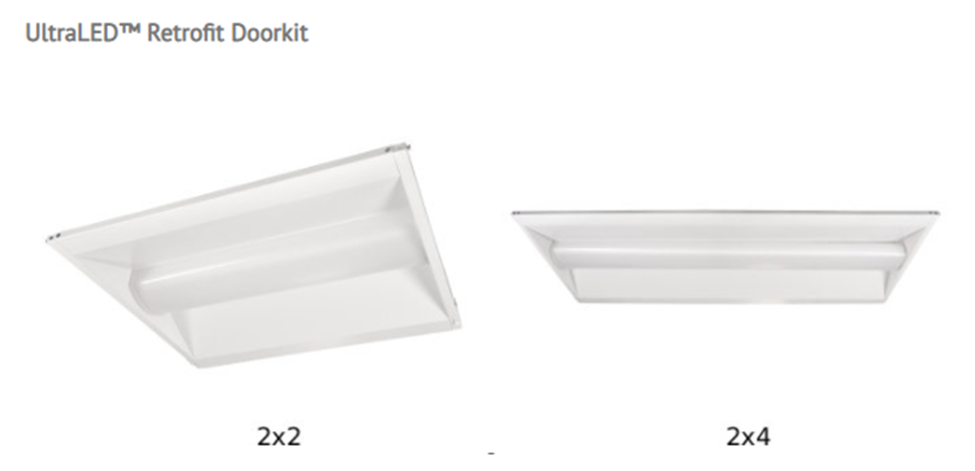 UltraLED™ Retrofit Doorkit
2x2
2x4